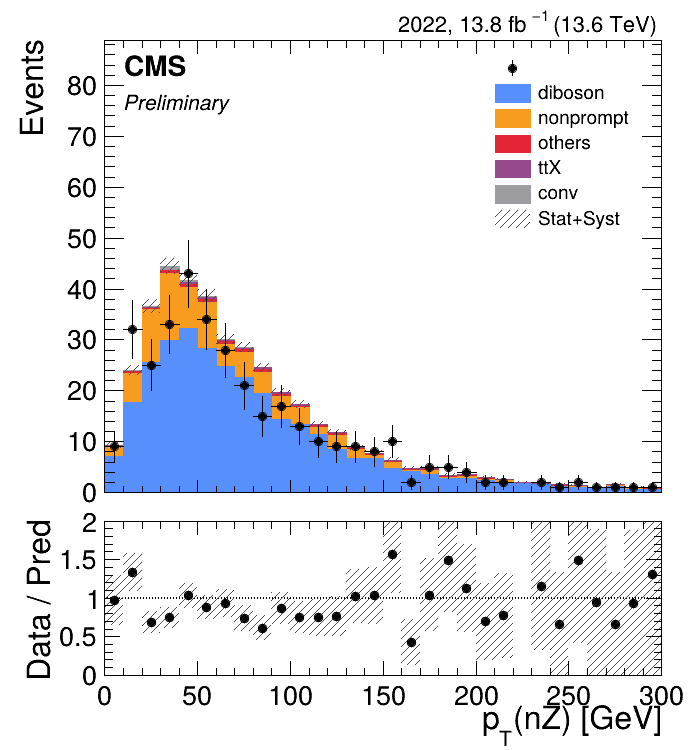 2022, 13.8 fb⁻¹ (13.6 TeV)
CMS
Preliminary
diboson
nonprompt
others
ttX
conv
Stat+Syst
Events
80
70
60
50
40
30
20
10
0
Data / Pred
2
1.5
1
0.5
0
0 50 100 150 200 250 300
p_T(nZ) [GeV]